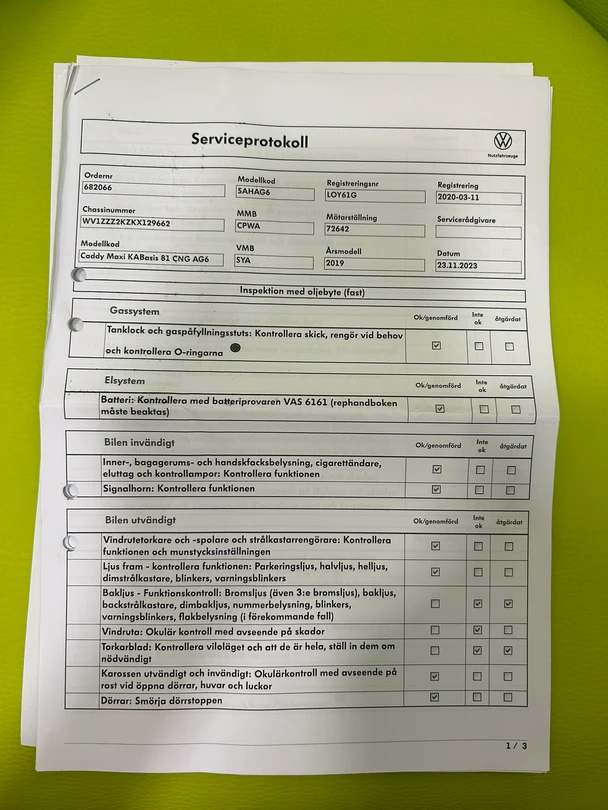 Serviceprotokoll
Nutzfahrzeuge
Ordernr
682066
Modellkod
SAHAG6
Registreringsnr
LOY61G
Registrering
2020-03-11
Chassinummer
WV1ZZZ2KZKX129662
MMB
CPWA
Mätarställning
72642
Servicerådgivare
Modellkod
Caddy Maxi KABasis 81 CNG AG6
VMB
SYA
Årsmodell
2019
Datum
23.11.2023
Inspektion med oljebyte (fast)
Gassystem
Ok/genomförd
Inte
ok
åtgärdat
Tanklock och gaspåfyllningsstuts: Kontrollera skick, rengör vid behov
och kontrollera O-ringarna
Elsystem
Ok/genomförd
Inte
ok
åtgärdat
Batteri: Kontrollera med batteriprovaren VAS 6161 (rephandboken
måste beaktas)
Bilen invändigt
Ok/genomförd
Inte
ok
åtgärdat
Inner-, bagagerums- och handskfacksbelysning, cigarettändare,
eluttag och kontrollampor: Kontrollera funktionen
Signalhorn: Kontrollera funktionen
Bilen utvändigt
Ok/genomförd
Inte
ok
åtgärdat
Vindrutetorkare och -spolare och strålkastarrengörare: Kontrollera
funktionen och munstycksinställningen
Ljus fram - kontrollera funktionen: Parkeringsljus, halvljus, helljus,
dimstrålkastare, blinkers, varningsblinkers
Bakljus - Funktionskontroll: Bromsljus (även 3:e bromsljus), bakljus,
backstrålkastare, dimbakljus, nummerbelysning, blinkers,
varningsblinkers, flakbelysning (i förekommande fall)
Vindruta: Okulär kontroll med avseende på skador
Torkarblad: Kontrollera viloläget och att de är hela, ställ in dem om
nödvändigt
Karossen utvändigt och invändigt: Okulärkontroll med avseende på
rost vid öppna dörrar, huvar och luckor
Dörrar: Smörja dörrstoppen
1 / 3